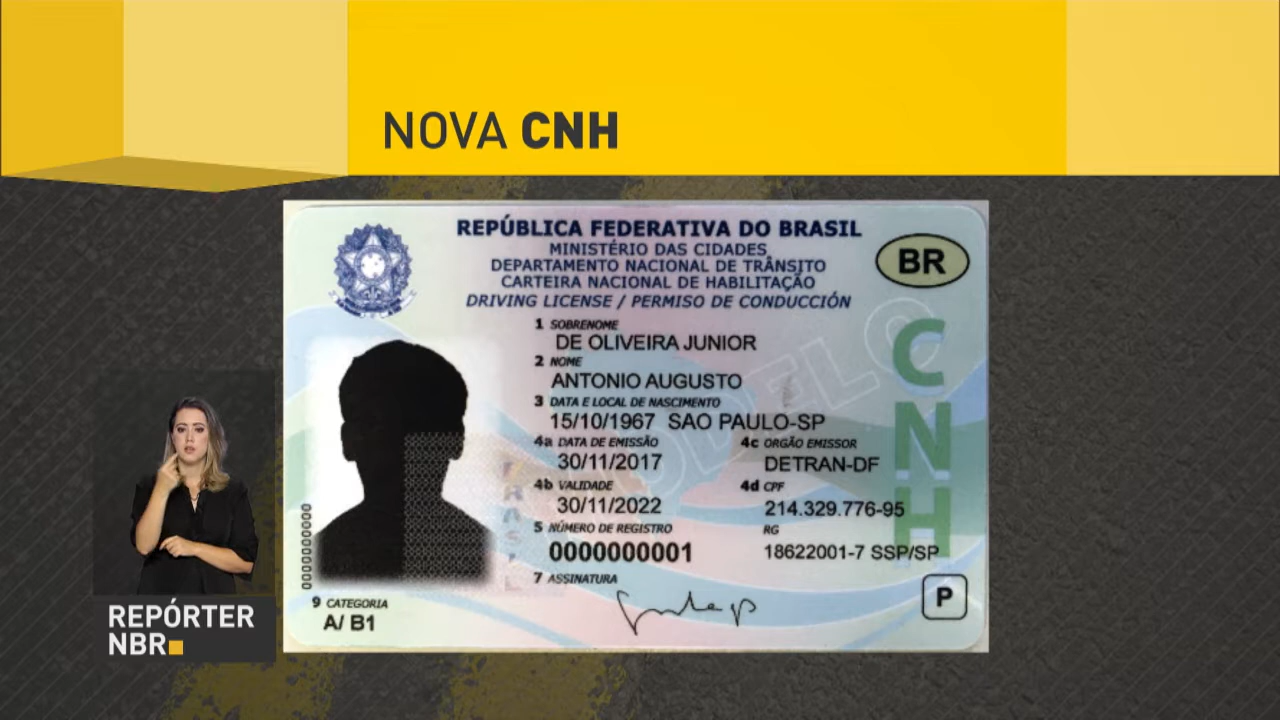 NOVA CNH
REPÚBLICA FEDERATIVA DO BRASIL
MINISTÉRIO DAS CIDADES
DEPARTAMENTO NACIONAL DE TRÂNSITO
CARTEIRA NACIONAL DE HABILITAÇÃO
DRIVING LICENSE / PERMISO DE CONDUCCIÓN
BR
1 SOBRENOME
DE OLIVEIRA JUNIOR
2 NOME
ANTONIO AUGUSTO
3 DATA E LOCAL DE NASCIMENTO
15/10/1967 SAO PAULO-SP
4a DATA DE EMISSÃO 4c ORGÃO EMISSOR
30/11/2017 DETRAN-DF
4b VALIDADE 4d CPF
30/11/2022 214.329.776-95
5 NÚMERO DE REGISTRO RG
0000000001 18622001-7 SSP/SP
7 ASSINATURA
9 CATEGORIA
A/ B1
P
CNH
MODELO
BRASIL
0000000000
REPÓRTER
NBR